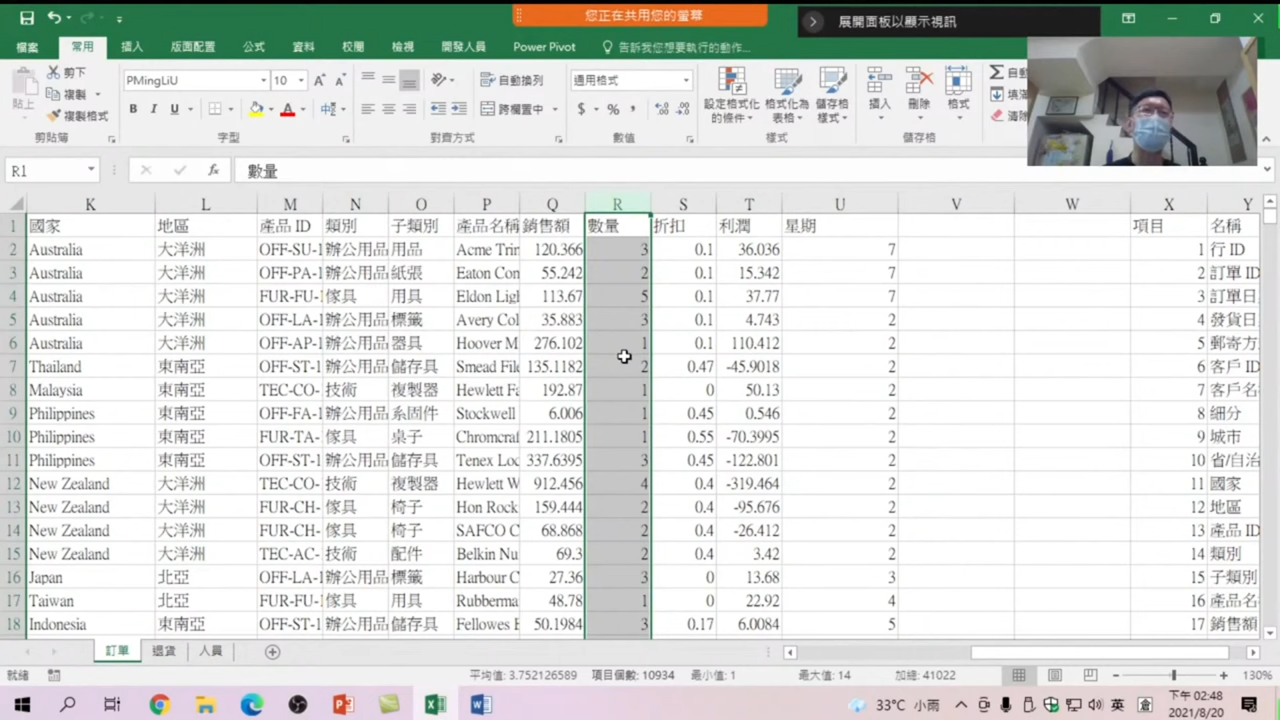 您正在共用您的螢幕
展開面板以顯示視訊
檔案 常用 插入 版面配置 公式 資料 校閱 檢視 開發人員 Power Pivot 告訴我您想要執行的動作...
剪下
複製
複製格式
貼上
PMingLiU 10
B I U
自動換列
跨欄置中
通用格式
$ % ,
設定格式化的條件 格式化為表格 儲存格樣式 插入 刪除 格式
自動
填滿
清除
剪貼簿 字型 對齊方式 數值 樣式 儲存格
R1 fx 數量
K L M N O P Q R S T U V W X Y
1 國家 地區 產品 ID 類別 子類別 產品名稱 銷售額 數量 折扣 利潤 星期 項目 名稱
2 Australia 大洋洲 OFF-SU-1 辦公用品 用品 Acme Trin 120.366 3 0.1 36.036 7 1 行 ID
3 Australia 大洋洲 OFF-PA-1 辦公用品 紙張 Eaton Con 55.242 2 0.1 15.342 7 2 訂單 ID
4 Australia 大洋洲 FUR-FU-1 傢具 用具 Eldon Ligh 113.67 5 0.1 37.77 7 3 訂單日
5 Australia 大洋洲 OFF-LA-1 辦公用品 標籤 Avery Col 35.883 3 0.1 4.743 2 4 發貨日
6 Australia 大洋洲 OFF-AP-1 辦公用品 器具 Hoover M 276.102 1 0.1 110.412 2 5 郵寄方
7 Thailand 東南亞 OFF-ST-1 辦公用品 儲存具 Smead File 135.1182 2 0.47 -45.9018 2 6 客戶 ID
8 Malaysia 東南亞 TEC-CO- 技術 複製器 Hewlett Fa 192.87 1 0 50.13 2 7 客戶名
9 Philippines 東南亞 OFF-FA-1 辦公用品 系固件 Stockwell 6.006 1 0.45 0.546 2 8 細分
10 Philippines 東南亞 FUR-TA- 傢具 桌子 Chromcraf 211.1805 1 0.55 -70.3995 2 9 城市
11 Philippines 東南亞 OFF-ST-1 辦公用品 儲存具 Tenex Loc 337.6395 3 0.45 -122.801 2 10 省/自治
12 New Zealand 大洋洲 TEC-CO- 技術 複製器 Hewlett W 912.456 4 0.4 -319.464 2 11 國家
13 New Zealand 大洋洲 FUR-CH- 傢具 椅子 Hon Rock 159.444 2 0.4 -95.676 2 12 地區
14 New Zealand 大洋洲 FUR-CH- 傢具 椅子 SAFCO C 68.868 2 0.4 -26.412 2 13 產品 ID
15 New Zealand 大洋洲 TEC-AC- 技術 配件 Belkin Nu 69.3 2 0.4 3.42 2 14 類別
16 Japan 北亞 OFF-LA-1 辦公用品 標籤 Harbour C 27.36 3 0 13.68 3 15 子類別
17 Taiwan 北亞 FUR-FU-1 傢具 用具 Rubberma 48.78 1 0 22.92 4 16 產品名
18 Indonesia 東南亞 OFF-ST-1 辦公用品 儲存具 Fellowes E 50.1984 3 0.17 6.0084 5 17 銷售額
訂單 退貨 人員
就緒 平均值: 3.752126589 項目個數: 10934 最小值: 1 最大值: 14 加總: 41022 130%
33°C 小雨 英 下午 02:48
2021/8/20